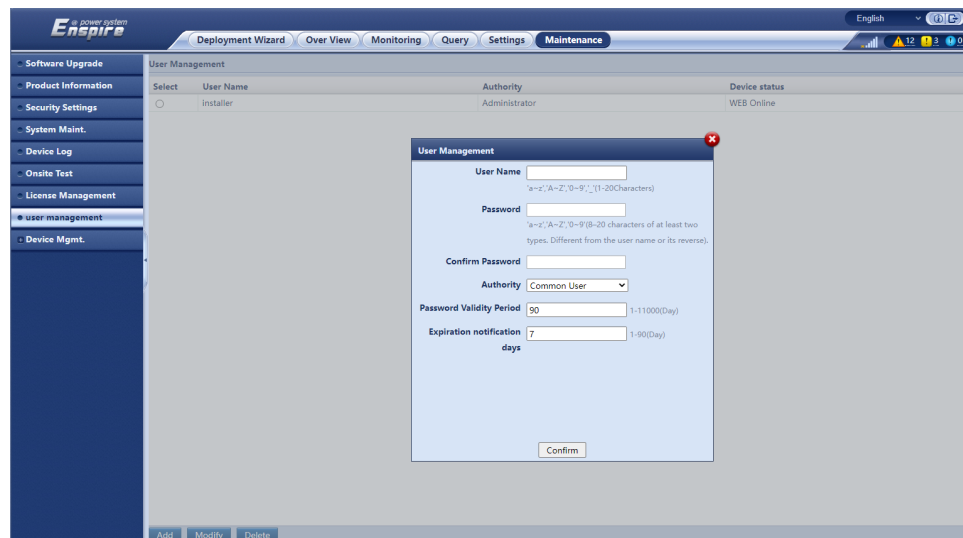 e power system
Enspire
English
Deployment Wizard Over View Monitoring Query Settings Maintenance
12 3 0
Software Upgrade
Product Information
Security Settings
System Maint.
Device Log
Onsite Test
License Management
user management
Device Mgmt.
User Management
Select User Name Authority Device status
installer Administrator WEB Online
User Management
User Name
'a~z','A~Z','0~9','_'(1-20Characters)
Password
'a~z','A~Z','0~9'(8~20 characters of at least two
types. Different from the user name or its reverse).
Confirm Password
Authority Common User
Password Validity Period 90 1-11000(Day)
Expiration notification
days
7 1-90(Day)
Confirm
Add Modify Delete